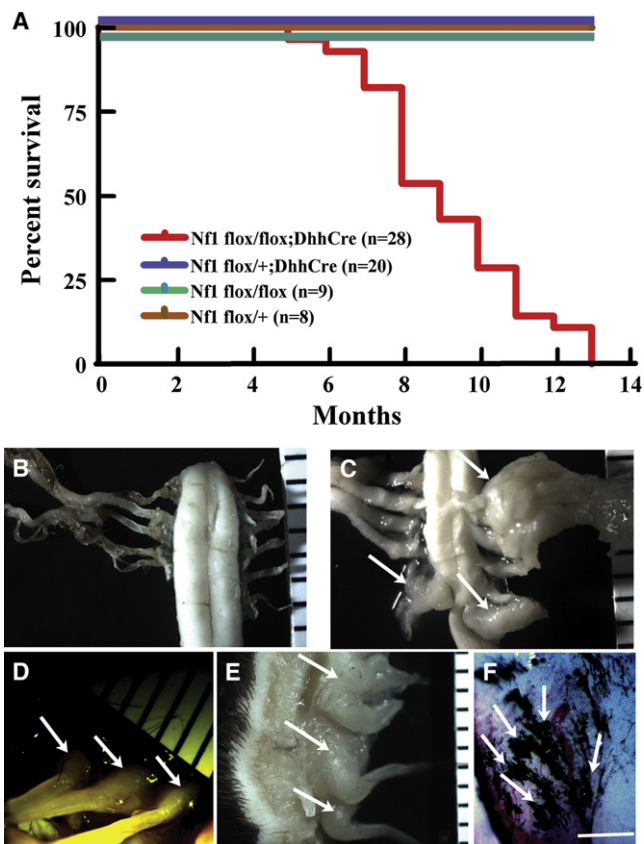 A
Percent survival
100
75
50
25
0
Nf1 flox/flox;DhhCre (n=28)
Nf1 flox/+;DhhCre (n=20)
Nf1 flox/flox (n=9)
Nf1 flox/+ (n=8)
0 2 4 6 8 10 12 14
Months
B
C
D
E
F